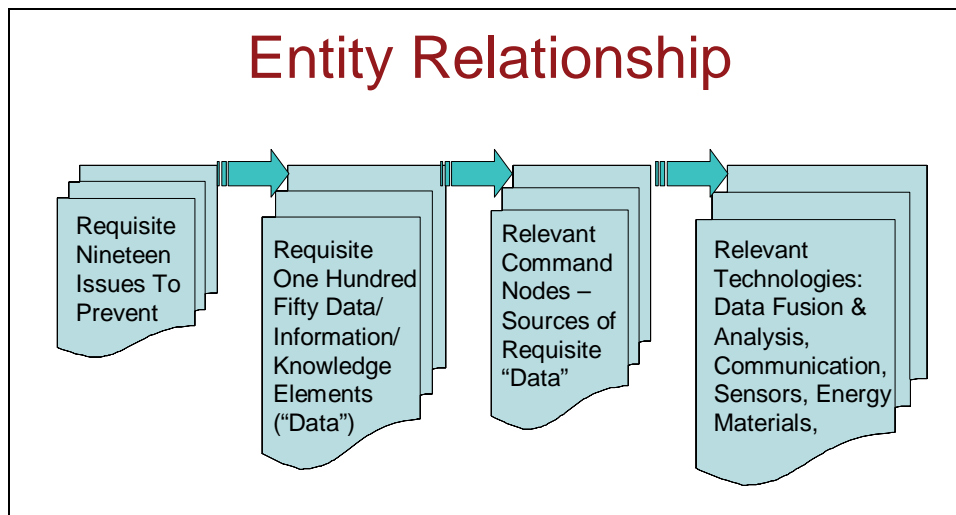 Entity Relationship
Requisite
Nineteen
Issues To
Prevent
Requisite
One Hundred
Fifty Data/
Information/
Knowledge
Elements
(“Data”)
Relevant
Command
Nodes –
Sources of
Requisite
“Data”
Relevant
Technologies:
Data Fusion &
Analysis,
Communication,
Sensors, Energy
Materials,